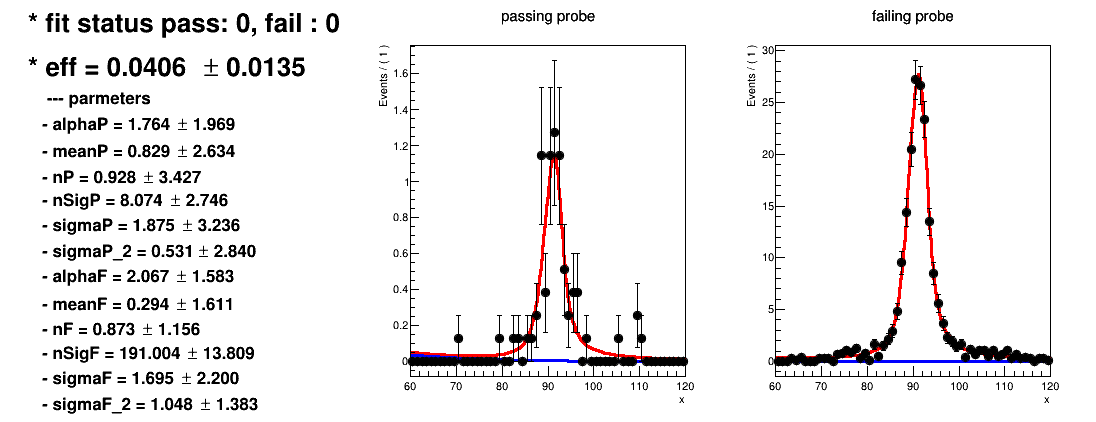 * fit status pass: 0, fail : 0
* eff = 0.0406 ± 0.0135
--- parmeters
- alphaP = 1.764 ± 1.969
- meanP = 0.829 ± 2.634
- nP = 0.928 ± 3.427
- nSigP = 8.074 ± 2.746
- sigmaP = 1.875 ± 3.236
- sigmaP_2 = 0.531 ± 2.840
- alphaF = 2.067 ± 1.583
- meanF = 0.294 ± 1.611
- nF = 0.873 ± 1.156
- nSigF = 191.004 ± 13.809
- sigmaF = 1.695 ± 2.200
- sigmaF_2 = 1.048 ± 1.383
passing probe
Events / ( 1 )
1.6
1.4
1.2
1
0.8
0.6
0.4
0.2
0
60 70 80 90 100 110 120
x
failing probe
Events / ( 1 )
30
25
20
15
10
5
0
60 70 80 90 100 110 120
x